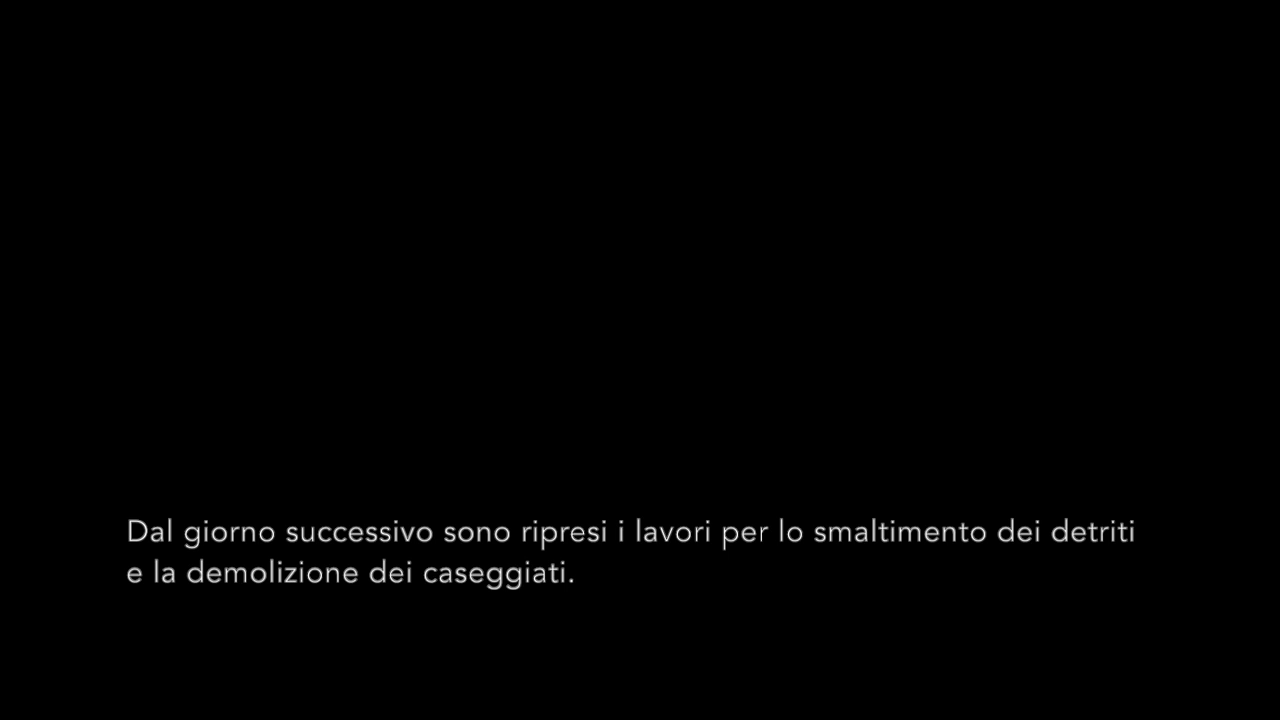 Dal giorno successivo sono ripresi i lavori per lo smaltimento dei detriti
e la demolizione dei caseggiati.